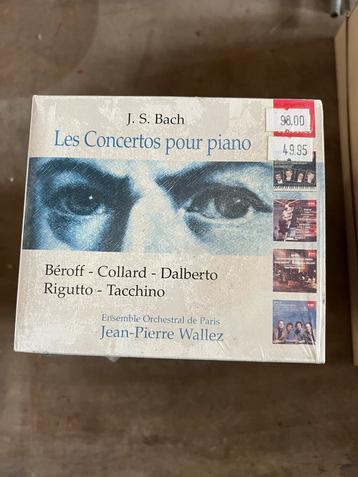 J. S. Bach
Les Concertos pour piano
98.00
49.95
Béroff - Collard - Dalberto
Rigutto - Tacchino
Ensemble Orchestral de Paris
Jean-Pierre Wallez